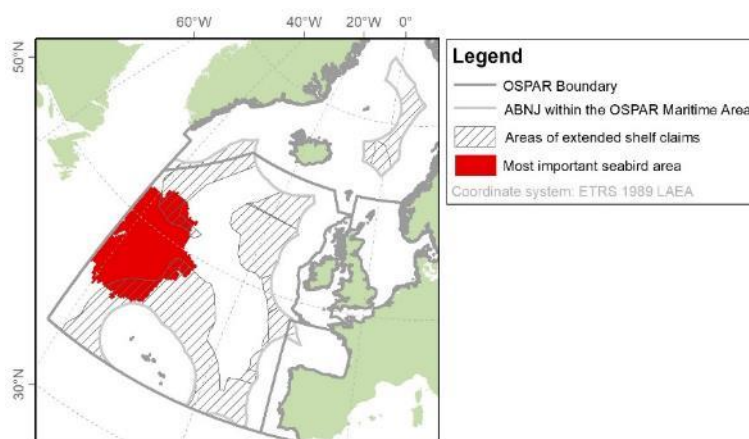 60°W 40°W 20°W 0°
50°N
30°N
Legend
OSPAR Boundary
ABNJ within the OSPAR Maritime Area
Areas of extended shelf claims
Most important seabird area
Coordinate system: ETRS 1989 LAEA